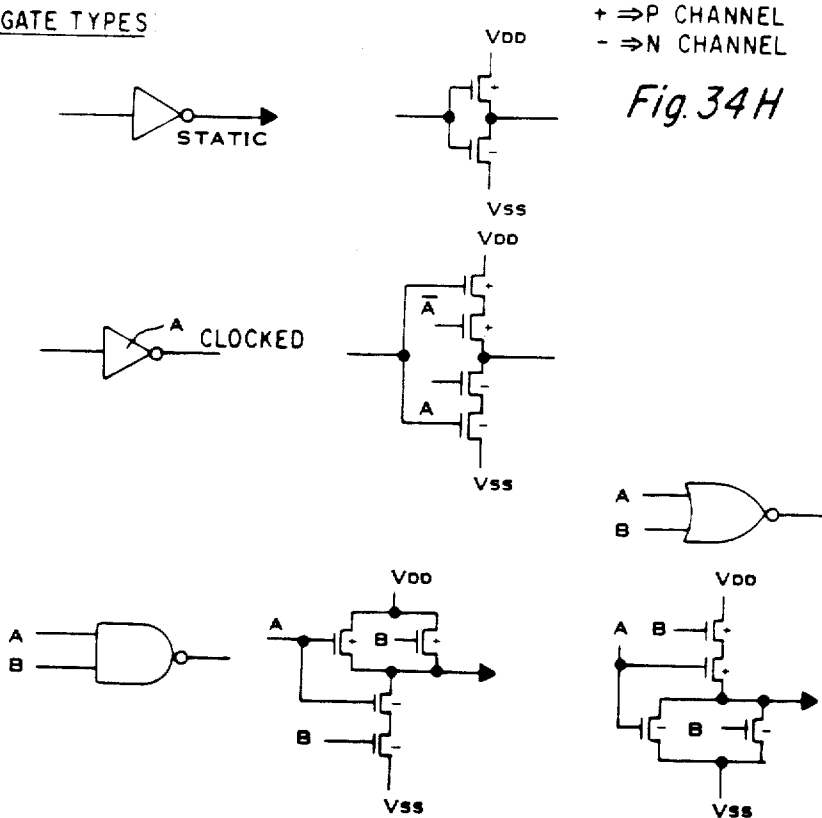 GATE TYPES
+ ⇒P CHANNEL
- ⇒N CHANNEL
Fig. 34H
VDD
STATIC
VSS
VDD
A̅
A CLOCKED
A
VSS
A
B
VDD
VDD
A
B
A
B
A
B
B
B
VSS
VSS